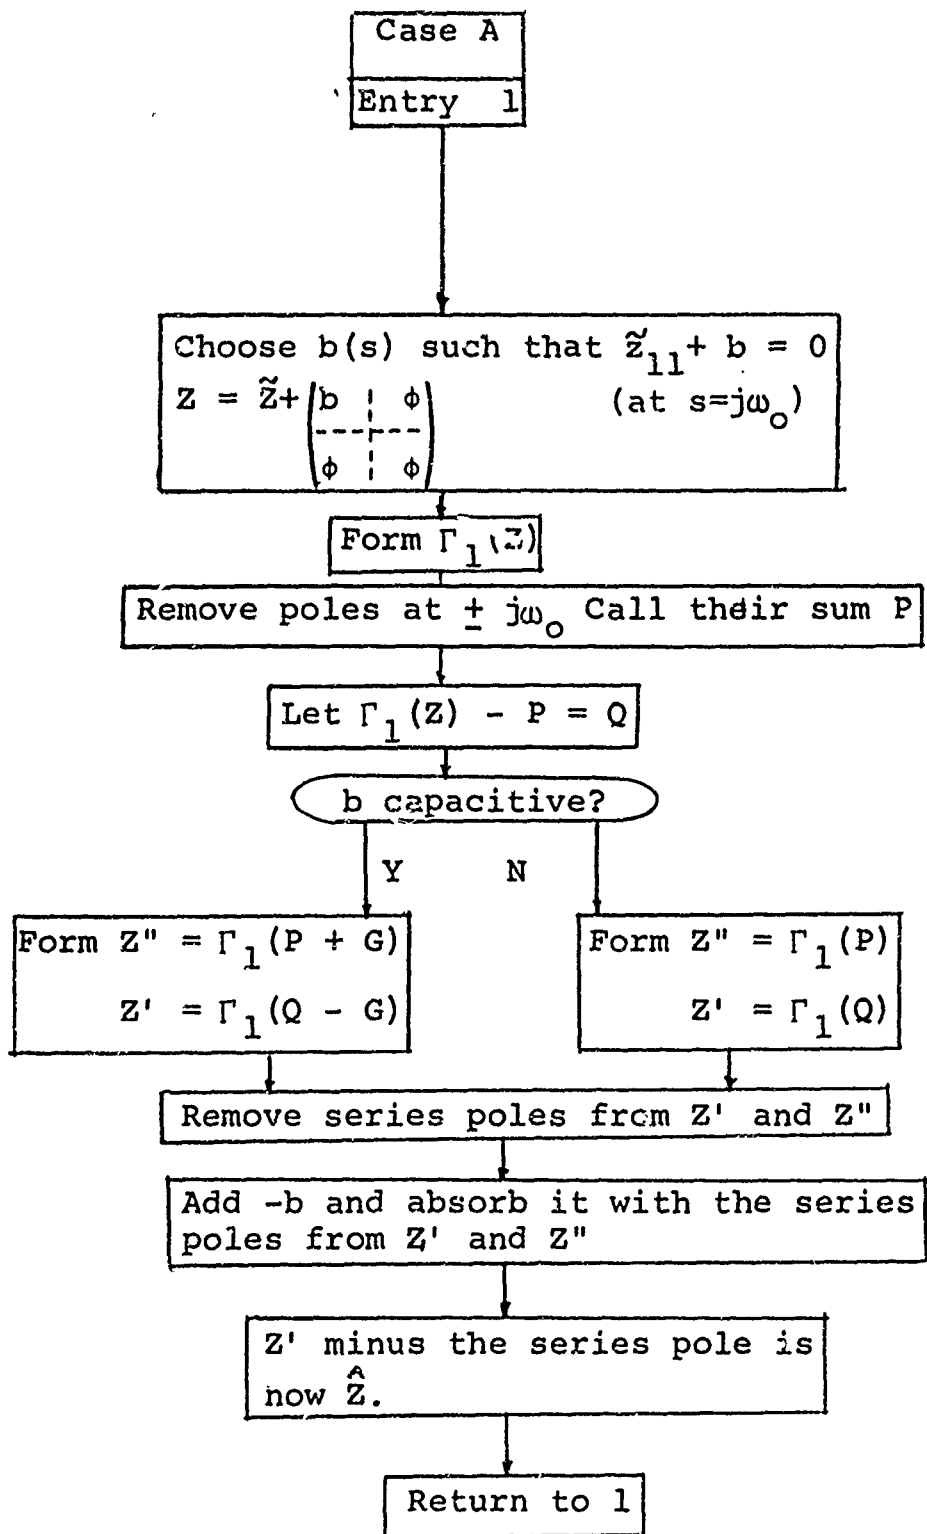 Case A
Entry 1
Choose b(s) such that z̃₁₁ + b = 0
Z = Z̃ + (b ¦ φ
(at s=jω₀)
φ ¦ φ)
Form Γ₁(Z)
Remove poles at ± jω₀ Call their sum P
Let Γ₁(Z) - P = Q
b capacitive?
Y N
Form Z" = Γ₁(P + G)
Z' = Γ₁(Q - G)
Form Z" = Γ₁(P)
Z' = Γ₁(Q)
Remove series poles from Z' and Z"
Add -b and absorb it with the series
poles from Z' and Z"
Z' minus the series pole is
now Ẑ.
Return to 1